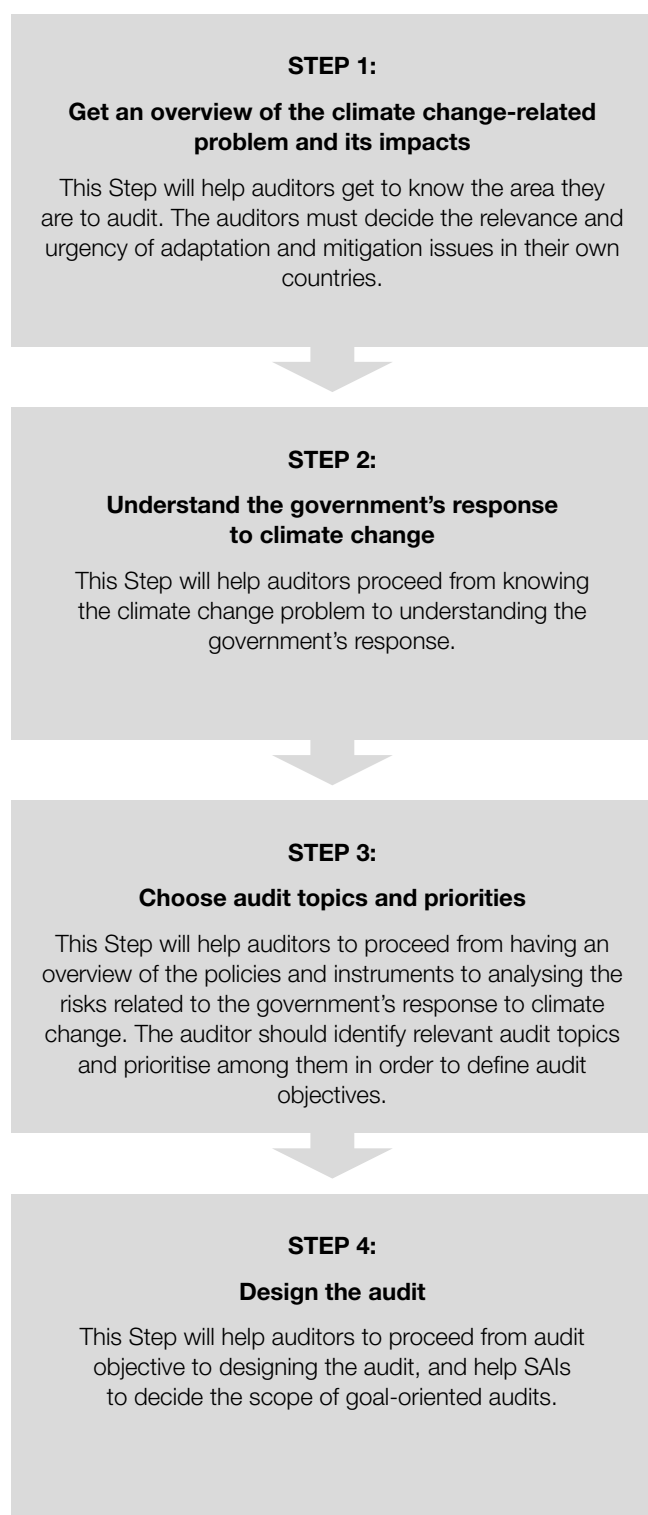 STEP 1:
Get an overview of the climate change-related
problem and its impacts
This Step will help auditors get to know the area they
are to audit. The auditors must decide the relevance and
urgency of adaptation and mitigation issues in their own
countries.
STEP 2:
Understand the government’s response
to climate change
This Step will help auditors proceed from knowing
the climate change problem to understanding the
government’s response.
STEP 3:
Choose audit topics and priorities
This Step will help auditors to proceed from having an
overview of the policies and instruments to analysing the
risks related to the government’s response to climate
change. The auditor should identify relevant audit topics
and prioritise among them in order to define audit
objectives.
STEP 4:
Design the audit
This Step will help auditors to proceed from audit
objective to designing the audit, and help SAIs
to decide the scope of goal-oriented audits.